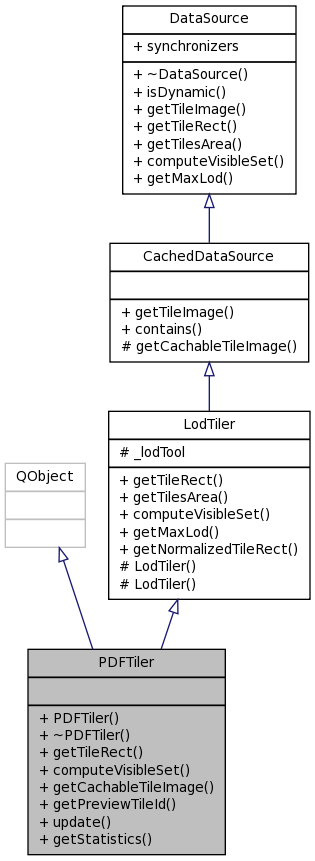 DataSource
+ synchronizers
+ ~DataSource()
+ isDynamic()
+ getTileImage()
+ getTileRect()
+ getTilesArea()
+ computeVisibleSet()
+ getMaxLod()
CachedDataSource
+ getTileImage()
+ contains()
# getCachableTileImage()
LodTiler
# _lodTool
+ getTileRect()
+ getTilesArea()
+ computeVisibleSet()
+ getMaxLod()
+ getNormalizedTileRect()
# LodTiler()
# LodTiler()
QObject
PDFTiler
+ PDFTiler()
+ ~PDFTiler()
+ getTileRect()
+ computeVisibleSet()
+ getCachableTileImage()
+ getPreviewTileId()
+ update()
+ getStatistics()